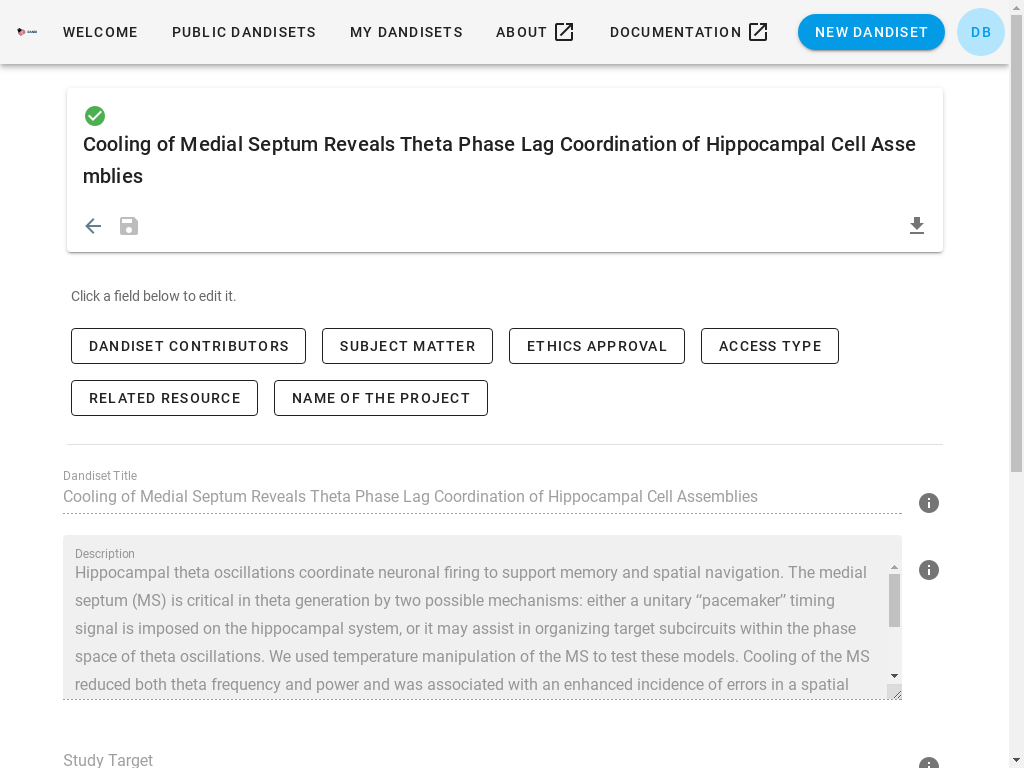 WELCOME PUBLIC DANDISETS MY DANDISETS ABOUT DOCUMENTATION NEW DANDISET DB
Cooling of Medial Septum Reveals Theta Phase Lag Coordination of Hippocampal Cell Asse
mblies
Click a field below to edit it.
DANDISET CONTRIBUTORS SUBJECT MATTER ETHICS APPROVAL ACCESS TYPE
RELATED RESOURCE NAME OF THE PROJECT
Dandiset Title
Cooling of Medial Septum Reveals Theta Phase Lag Coordination of Hippocampal Cell Assemblies
Description
Hippocampal theta oscillations coordinate neuronal firing to support memory and spatial navigation. The medial
septum (MS) is critical in theta generation by two possible mechanisms: either a unitary “pacemaker” timing
signal is imposed on the hippocampal system, or it may assist in organizing target subcircuits within the phase
space of theta oscillations. We used temperature manipulation of the MS to test these models. Cooling of the MS
reduced both theta frequency and power and was associated with an enhanced incidence of errors in a spatial
Study Target